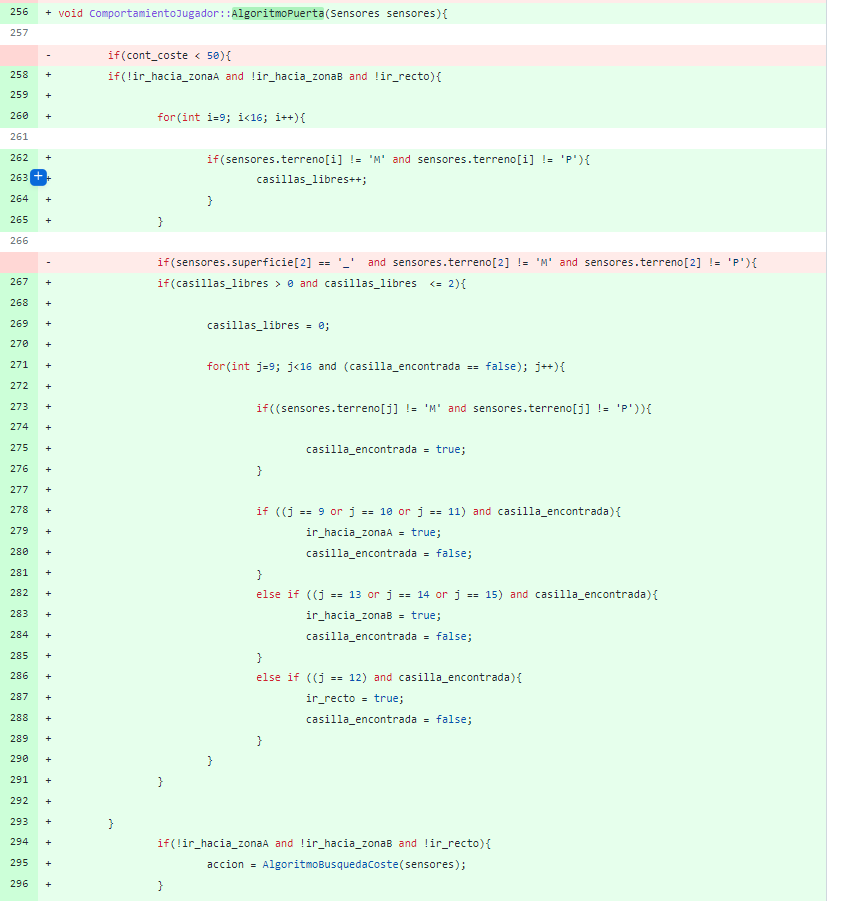 256 + void ComportamientoJugador::AlgoritmoPuerta(Sensores sensores){
257
- if(cont_coste < 50){
258 + if(!ir_hacia_zonaA and !ir_hacia_zonaB and !ir_recto){
259 +
260 + for(int i=9; i<16; i++){
261
262 + if(sensores.terreno[i] != 'M' and sensores.terreno[i] != 'P'){
263 + casillas_libres++;
264 + }
265 + }
266
- if(sensores.superficie[2] == '_'  and sensores.terreno[2] != 'M' and sensores.terreno[2] != 'P'){
267 + if(casillas_libres > 0 and casillas_libres  <= 2){
268 +
269 + casillas_libres = 0;
270 +
271 + for(int j=9; j<16 and (casilla_encontrada == false); j++){
272 +
273 + if((sensores.terreno[j] != 'M' and sensores.terreno[j] != 'P')){
274 +
275 + casilla_encontrada = true;
276 + }
277 +
278 + if ((j == 9 or j == 10 or j == 11) and casilla_encontrada){
279 + ir_hacia_zonaA = true;
280 + casilla_encontrada = false;
281 + }
282 + else if ((j == 13 or j == 14 or j == 15) and casilla_encontrada){
283 + ir_hacia_zonaB = true;
284 + casilla_encontrada = false;
285 + }
286 + else if ((j == 12) and casilla_encontrada){
287 + ir_recto = true;
288 + casilla_encontrada = false;
289 + }
290 + }
291 + }
292 +
293 + }
294 + if(!ir_hacia_zonaA and !ir_hacia_zonaB and !ir_recto){
295 + accion = AlgoritmoBusquedaCoste(sensores);
296 + }